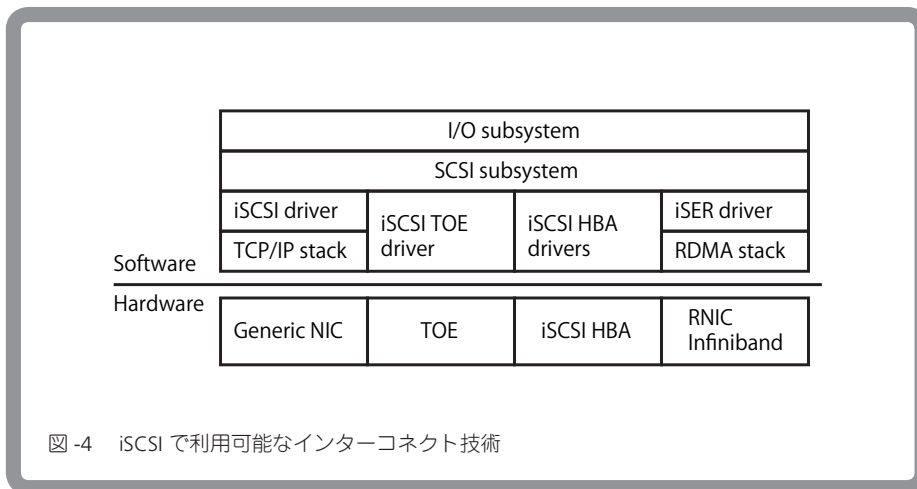 I/O subsystem
SCSI subsystem
iSCSI driver
TCP/IP stack
iSCSI TOE
driver
iSCSI HBA
drivers
iSER driver
RDMA stack
Software
Hardware
Generic NIC
TOE
iSCSI HBA
RNIC
Infiniband
図 -4 iSCSI で利用可能なインターコネクト技術